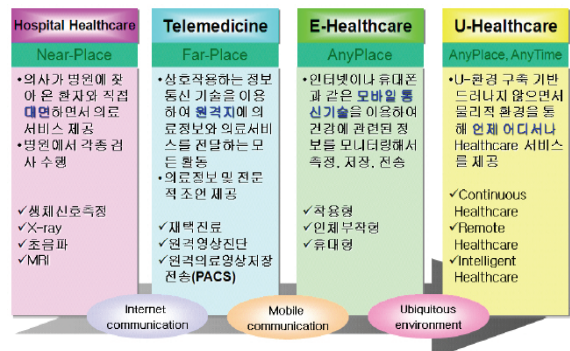 Hospital Healthcare
Near-Place
•의사가 병원에 찾
아 온 환자와 직접
대면하면서 의료
서비스 제공
•병원에서 각종 검
사 수행
✓생체신호측정
✓X-ray
✓초음파
✓MRI
Telemedicine
Far-Place
•상호작용하는 정보
통신 기술을 이용
하여 원격지에 의
료정보와 의료서비
스를 전달하는 모
든 활동
•의료정보 및 전문
적 조언 제공
✓재택진료
✓원격영상진단
✓원격의료영상저장
전송(PACS)
E-Healthcare
AnyPlace
•인터넷이나 휴대폰
과 같은 모바일 통
신기술을 이용하여
건강에 관련된 정
보를 모니터링해서
측정, 저장, 전송
✓착용형
✓인체부착형
✓휴대형
U-Healthcare
AnyPlace, AnyTime
•U-환경 구축 기반
드러나지 않으면서
물리적 환경을 통
해 언제 어디서나
Healthcare 서비스
를 제공
✓Continuous
Healthcare
✓Remote
Healthcare
✓Intelligent
Healthcare
Internet
communication
Mobile
communication
Ubiquitous
environment